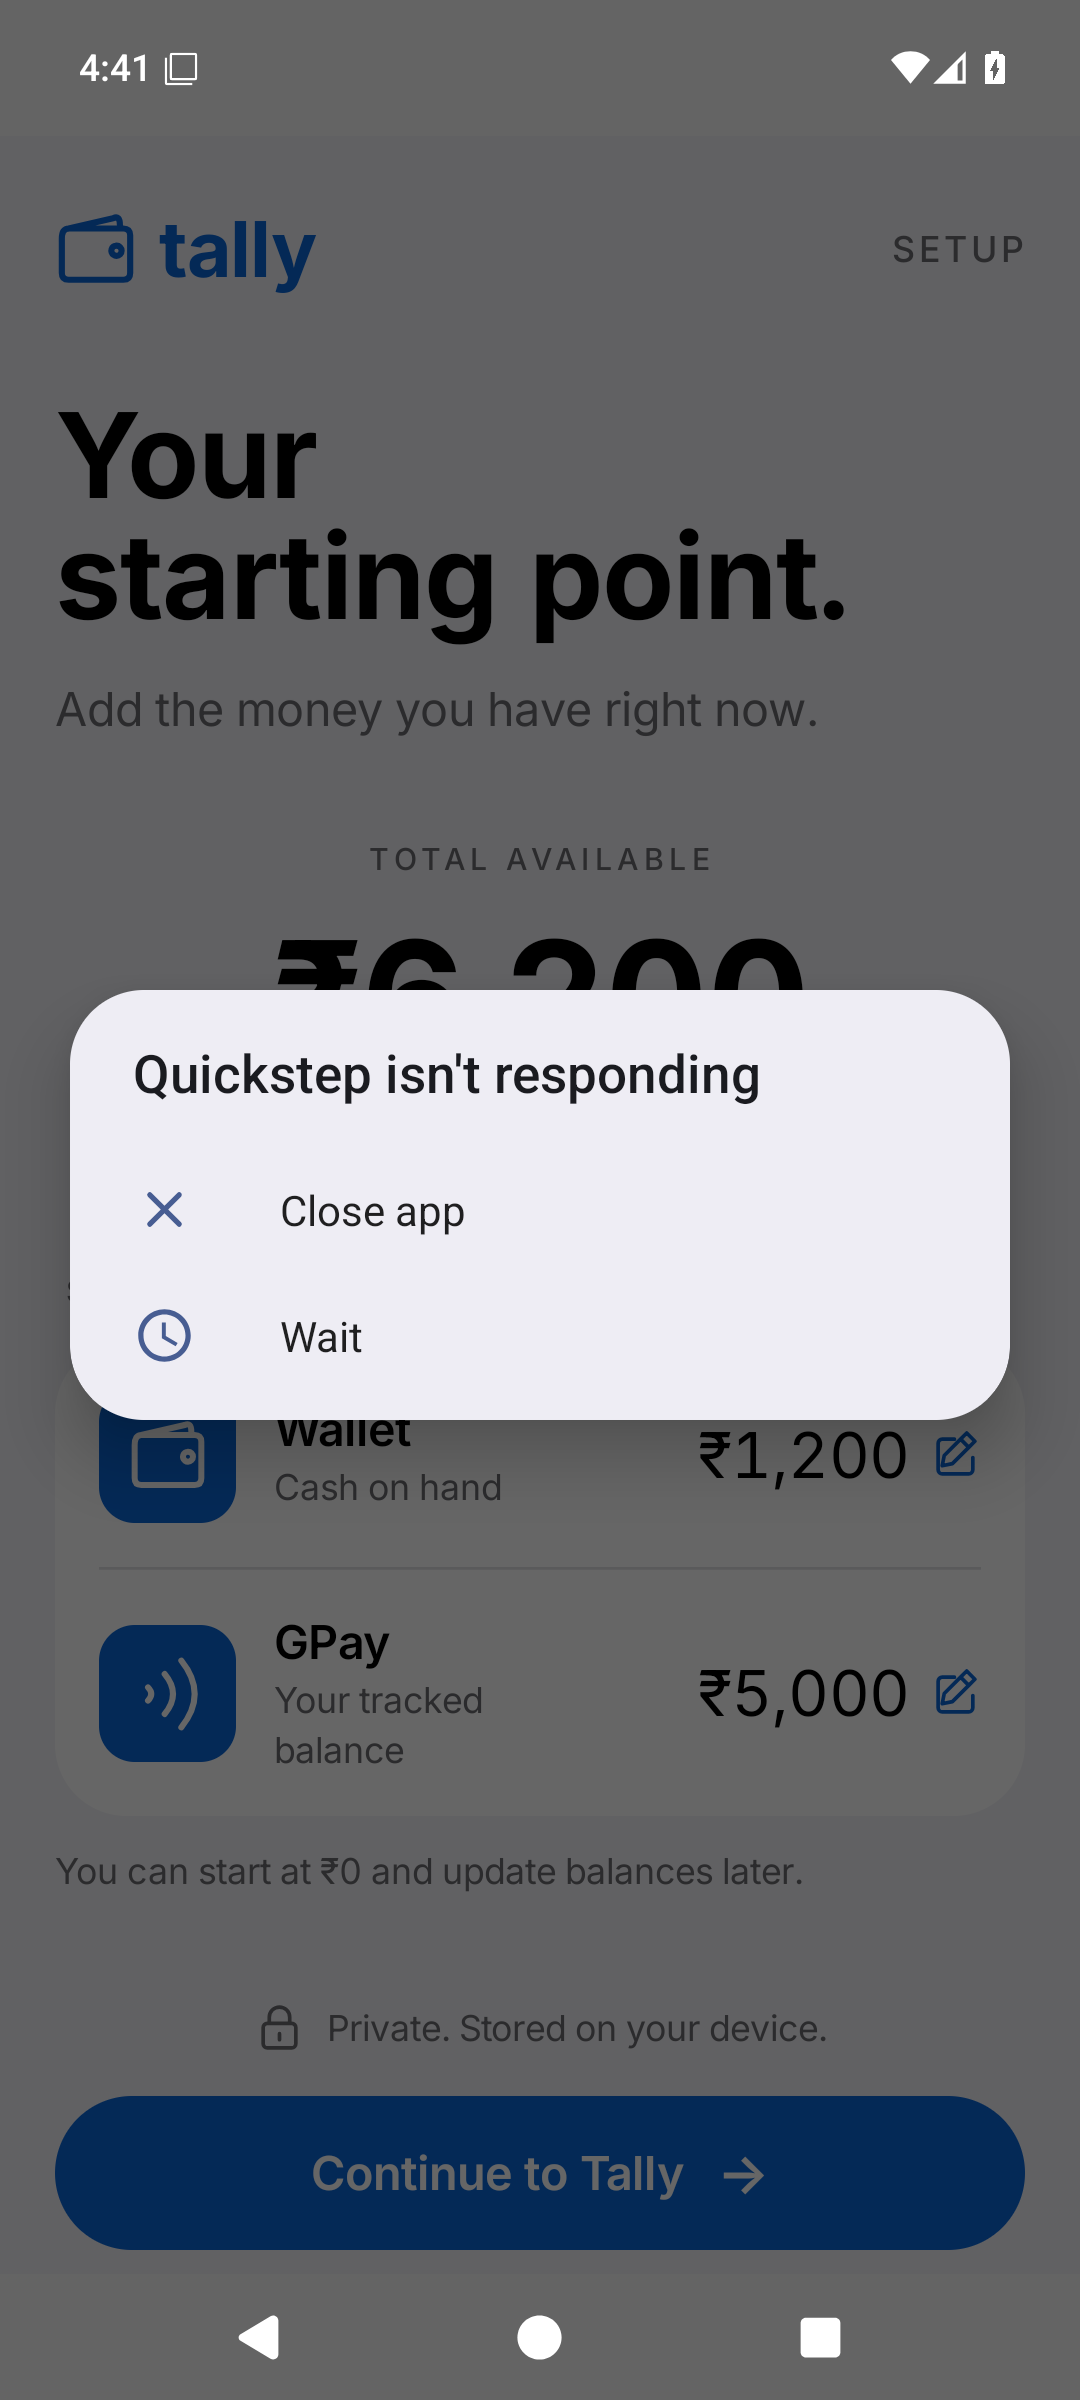 4:41
tally
SETUP
Your
starting point.
Add the money you have right now.
TOTAL AVAILABLE
₹6,200
Quickstep isn't responding
Close app
Wait
Wallet
Cash on hand
₹1,200
GPay
Your tracked
balance
₹5,000
You can start at ₹0 and update balances later.
Private. Stored on your device.
Continue to Tally